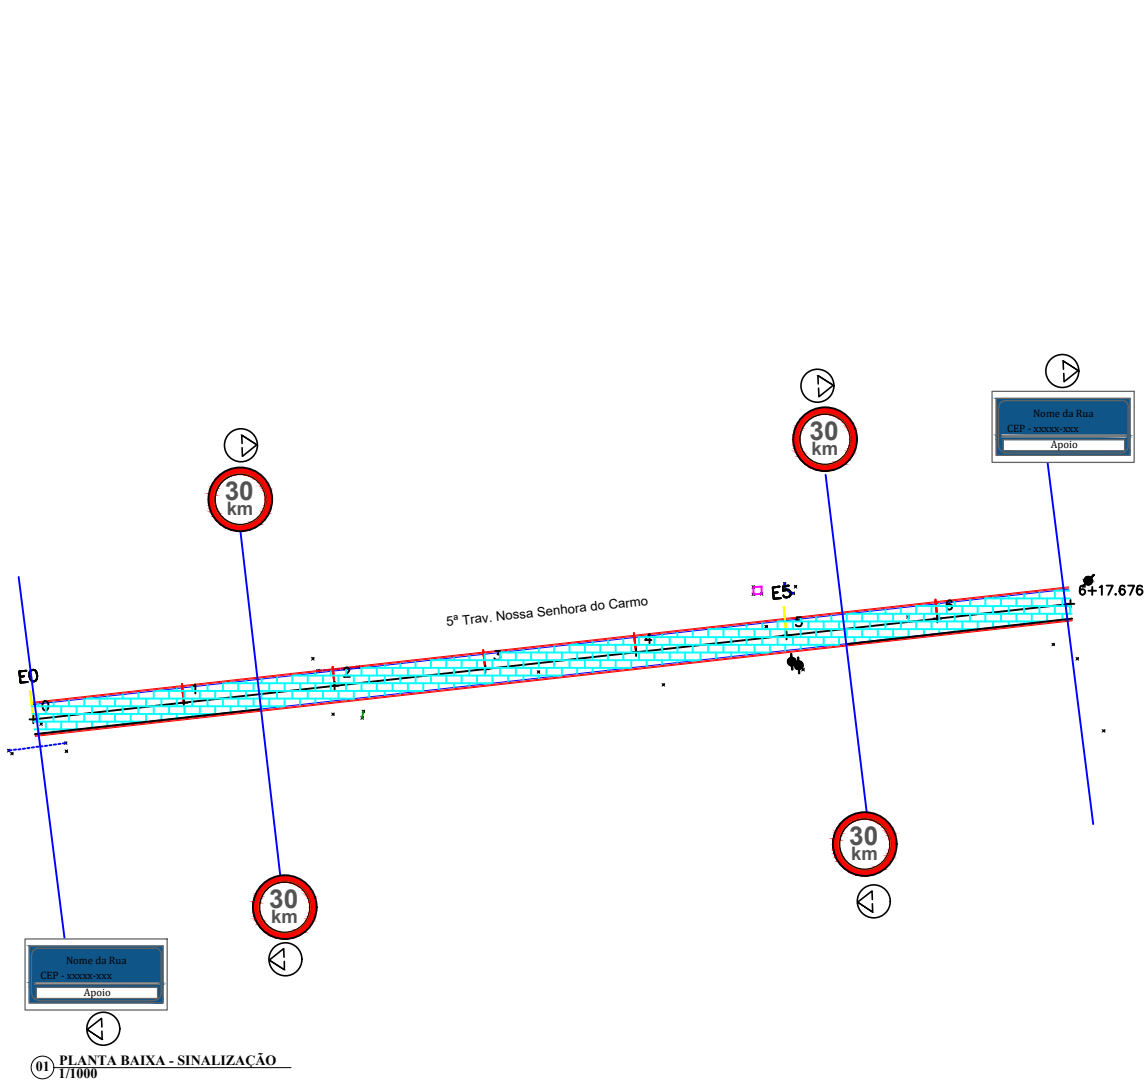 Nome da Rua
CEP - xxxxx-xxx
Apoio
30
km
30
km
5ª Trav. Nossa Senhora do Carmo
E5
6+17.676
E0
0
1
2
3
4
5
6
30
km
30
km
Nome da Rua
CEP - xxxxx-xxx
Apoio
01 PLANTA BAIXA - SINALIZAÇÃO
1/1000